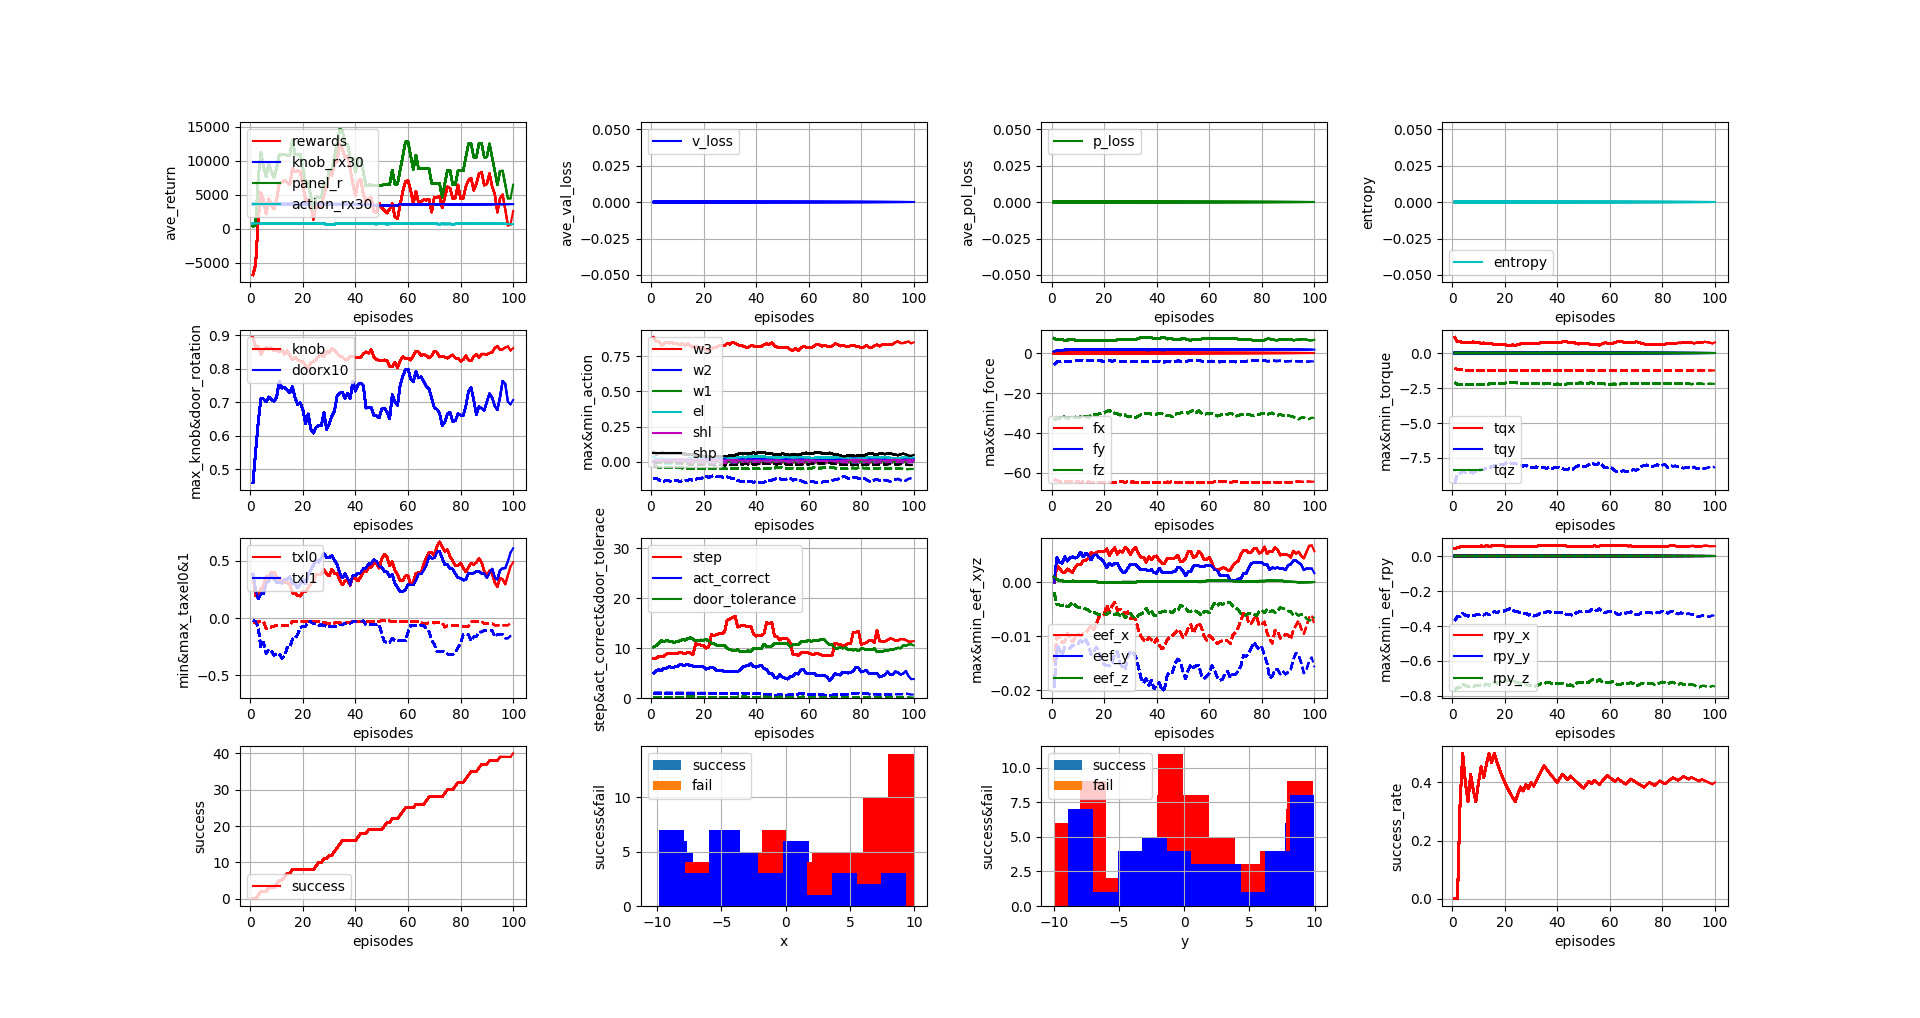 ave_return
15000
10000
5000
0
−5000
rewards
knob_rx30
panel_r
action_rx30
0 20 40 60 80 100
episodes
ave_val_loss
0.050
0.025
0.000
−0.025
−0.050
v_loss
0 20 40 60 80 100
episodes
ave_pol_loss
0.050
0.025
0.000
−0.025
−0.050
p_loss
0 20 40 60 80 100
episodes
entropy
0.050
0.025
0.000
−0.025
−0.050
entropy
0 20 40 60 80 100
episodes
max_knob&door_rotation
0.9
0.8
0.7
0.6
0.5
knob
doorx10
0 20 40 60 80 100
episodes
max&min_action
0.75
0.50
0.25
0.00
w3
w2
w1
el
shl
shp
0 20 40 60 80 100
episodes
max&min_force
0
−20
−40
−60
fx
fy
fz
0 20 40 60 80 100
episodes
max&min_torque
0.0
−2.5
−5.0
−7.5
tqx
tqy
tqz
0 20 40 60 80 100
episodes
min&max_taxel0&1
0.5
0.0
−0.5
txl0
txl1
0 20 40 60 80 100
episodes
step&act_correct&door_tolerace
30
20
10
0
step
act_correct
door_tolerance
0 20 40 60 80 100
episodes
max&min_eef_xyz
0.00
−0.01
−0.02
eef_x
eef_y
eef_z
0 20 40 60 80 100
episodes
max&min_eef_rpy
0.0
−0.2
−0.4
−0.6
−0.8
rpy_x
rpy_y
rpy_z
0 20 40 60 80 100
episodes
success
40
30
20
10
0
success
0 20 40 60 80 100
episodes
success&fail
10
5
0
success
fail
−10 −5 0 5 10
x
success&fail
10.0
7.5
5.0
2.5
0.0
success
fail
−10 −5 0 5 10
y
success_rate
0.4
0.2
0.0
0 20 40 60 80 100
episodes